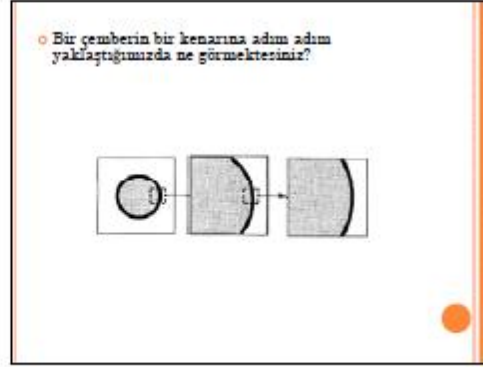 Bir çemberin bir kenarına adım adım
yaklaştığımızda ne görmektesiniz?